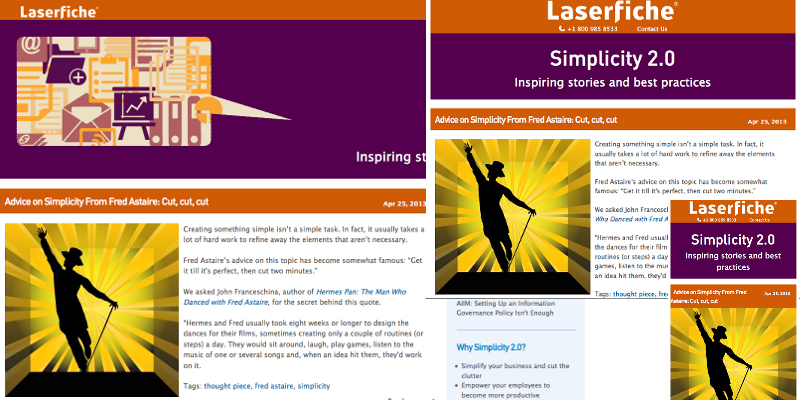 Laserfiche®
Inspiring st
Advice on Simplicity From Fred Astaire: Cut, cut, cut
Apr 25, 2013
Creating something simple isn't a simple task. In fact, it usually takes a
lot of hard work to refine away the elements that aren't necessary.
Fred Astaire's advice on this topic has become somewhat famous: "Get
it till it's perfect, then cut two minutes."
We asked John Franceschina, author of Hermes Pan: The Man Who
Danced with Fred Astaire, for the secret behind this quote.
"Hermes and Fred usually took eight weeks or longer to design the
dances for their films, sometimes creating only a couple of routines (or
steps) a day. They would sit around, laugh, play games, listen to the
music of one or several songs and, when an idea hit them, they'd work
on it.
Tags: thought piece, fred astaire, simplicity
Laserfiche®
+1 800 985 8533 Contact Us
Simplicity 2.0
Inspiring stories and best practices
Advice on Simplicity From Fred Astaire: Cut, cut, cut
Apr 25, 2013
Creating something simple isn't a simple task. In fact, it
usually takes a lot of hard work to refine away the elements
that aren't necessary.
Fred Astaire's advice on this topic has become somewhat
famous: "Get it till it's perfect, then cut two minutes."
We asked John Francesci
Who Danced with Fred A
"Hermes and Fred usuall
the dances for their film
routines (or steps) a day
games, listen to the mus
an idea hit them, they'd
Tags: thought piece, fre
AIIM: Setting Up an Information
Governance Policy Isn't Enough
Why Simplicity 2.0?
• Simplify your business and cut the
clutter
• Empower your employees to
become more productive
Laserfiche®
+1 800 985 8533 Contact Us
Simplicity 2.0
Inspiring stories and best
practices
Advice on Simplicity From Fred
Astaire: Cut, cut, cut
Apr 25, 2013